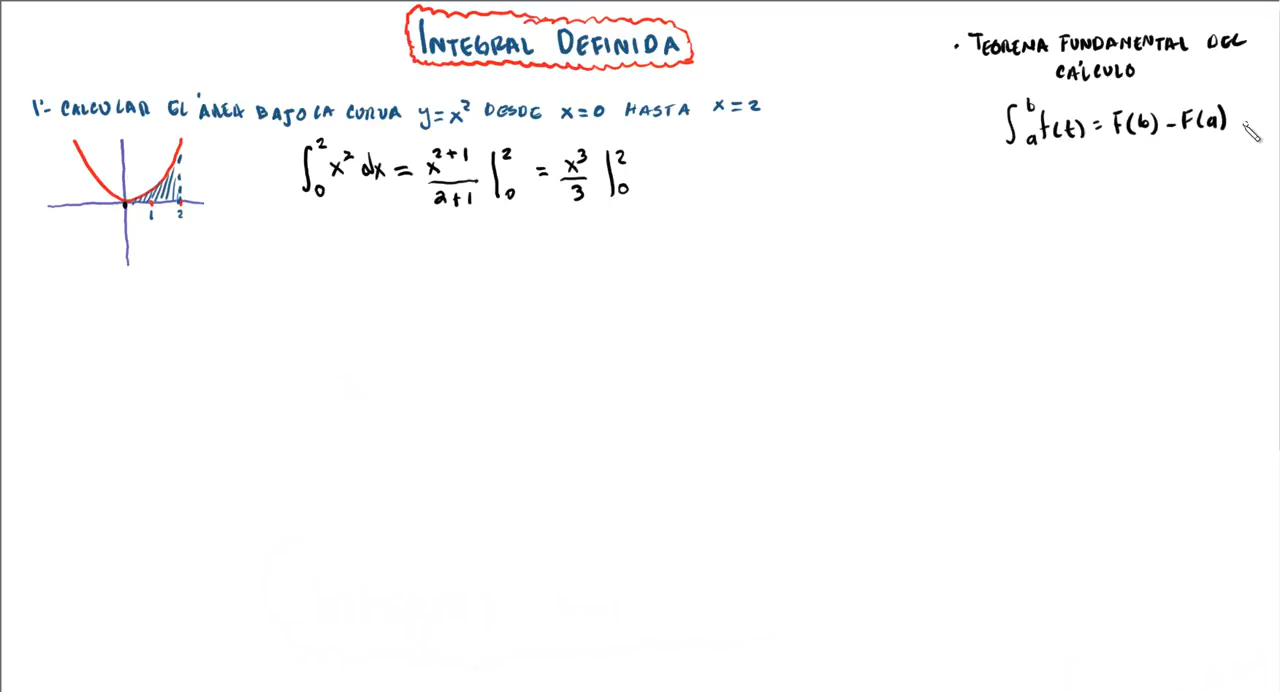 INTEGRAL DEFINIDA
1'- CALCULAR EL ÁREA BAJO LA CURVA y=x² DESDE x=0 HASTA x=2
∫₀² x² dx = x²⁺¹/2+1 |₀² = x³/3 |₀²
1 2
· TEOREMA FUNDAMENTAL DEL
CÁLCULO
∫ₐᵇ f(t) = F(b) - F(a)